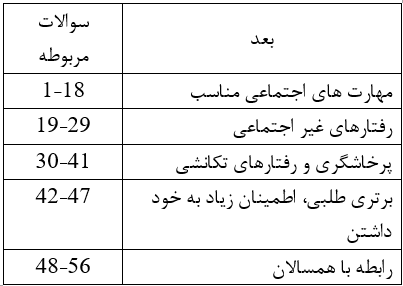 بعد
سوالات
مربوطه
مهارت های اجتماعی مناسب
1-18
رفتارهای غیر اجتماعی
19-29
پرخاشگری و رفتارهای تکانشی
30-41
برتری طلبی، اطمینان زیاد به خود
داشتن
42-47
رابطه با همسالان
48-56